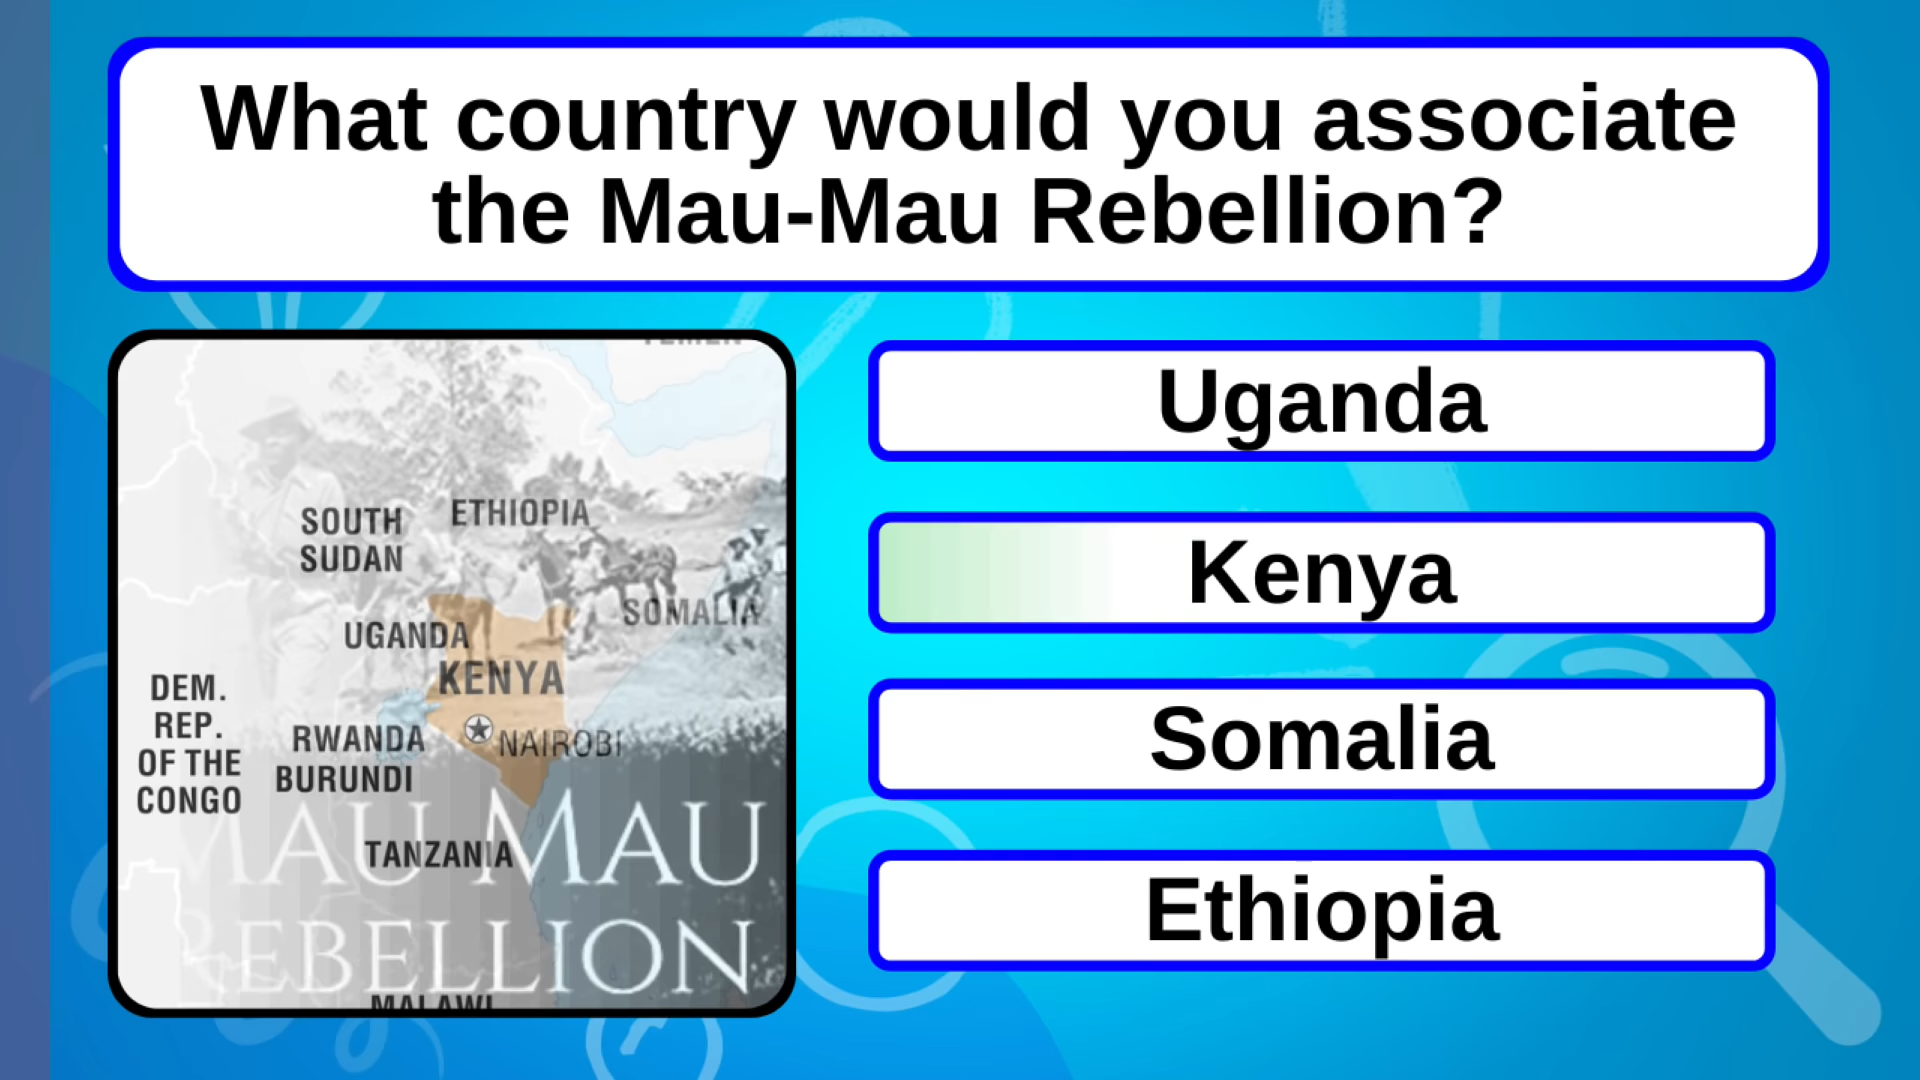 What country would you associate
the Mau-Mau Rebellion?
YEMEN
SOUTH
SUDAN
ETHIOPIA
SOMALIA
UGANDA
KENYA
DEM.
REP.
OF THE
CONGO
RWANDA
NAIROBI
BURUNDI
MAU MAU
TANZANIA
REBELLION
MALAWI
Uganda
Kenya
Somalia
Ethiopia